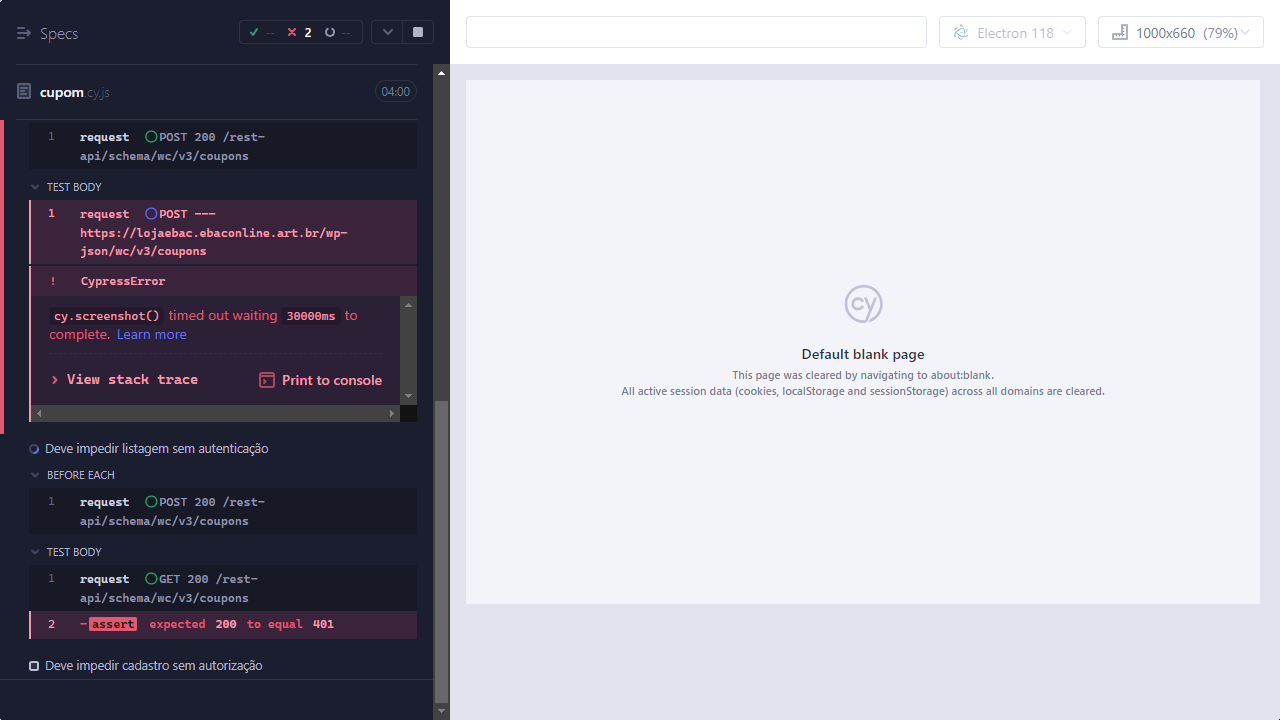 Specs
-- 2 --
Electron 118
1000x660 (79%)
cupom.cy.js
04:00
1 request POST 200 /rest-
api/schema/wc/v3/coupons
TEST BODY
1 request POST ---
https://lojaebac.ebaconline.art.br/wp-
json/wc/v3/coupons
! CypressError
cy.screenshot() timed out waiting 30000ms to
complete. Learn more
View stack trace
Print to console
Deve impedir listagem sem autenticação
BEFORE EACH
1 request POST 200 /rest-
api/schema/wc/v3/coupons
TEST BODY
1 request GET 200 /rest-
api/schema/wc/v3/coupons
2 -assert expected 200 to equal 401
Deve impedir cadastro sem autorização
cy
Default blank page
This page was cleared by navigating to about:blank.
All active session data (cookies, localStorage and sessionStorage) across all domains are cleared.